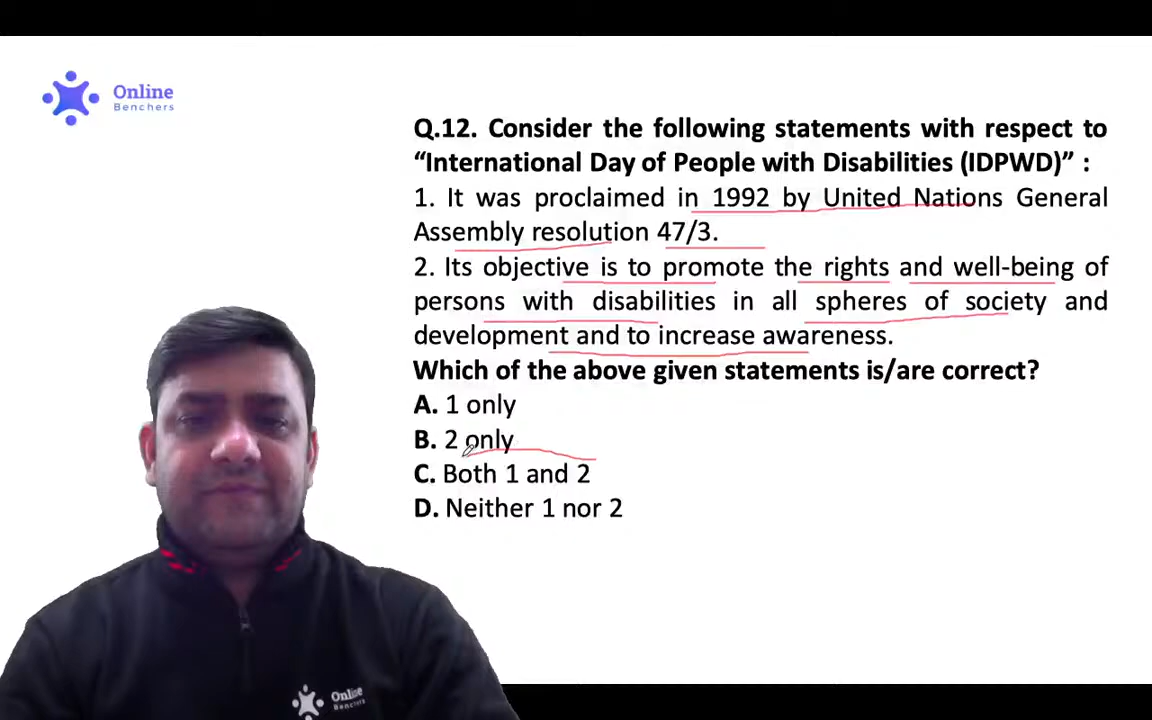 Online
Benchers
Q.12. Consider the following statements with respect to
“International Day of People with Disabilities (IDPWD)” :
1. It was proclaimed in 1992 by United Nations General
Assembly resolution 47/3.
2. Its objective is to promote the rights and well-being of
persons with disabilities in all spheres of society and
development and to increase awareness.
Which of the above given statements is/are correct?
A. 1 only
B. 2 only
C. Both 1 and 2
D. Neither 1 nor 2
Online
Benchers